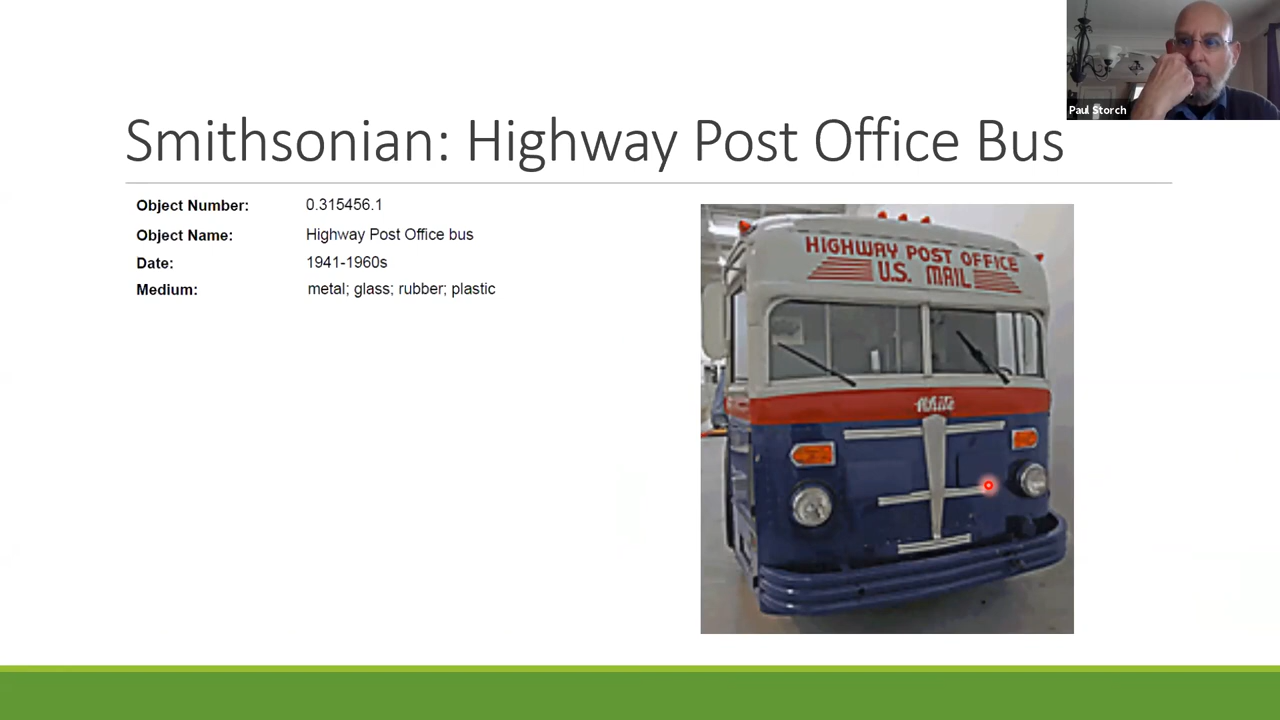 Paul Storch
Smithsonian: Highway Post Office Bus
Object Number: 0.315456.1
Object Name: Highway Post Office bus
Date: 1941-1960s
Medium: metal; glass; rubber; plastic
HIGHWAY POST OFFICE
U.S. MAIL
White